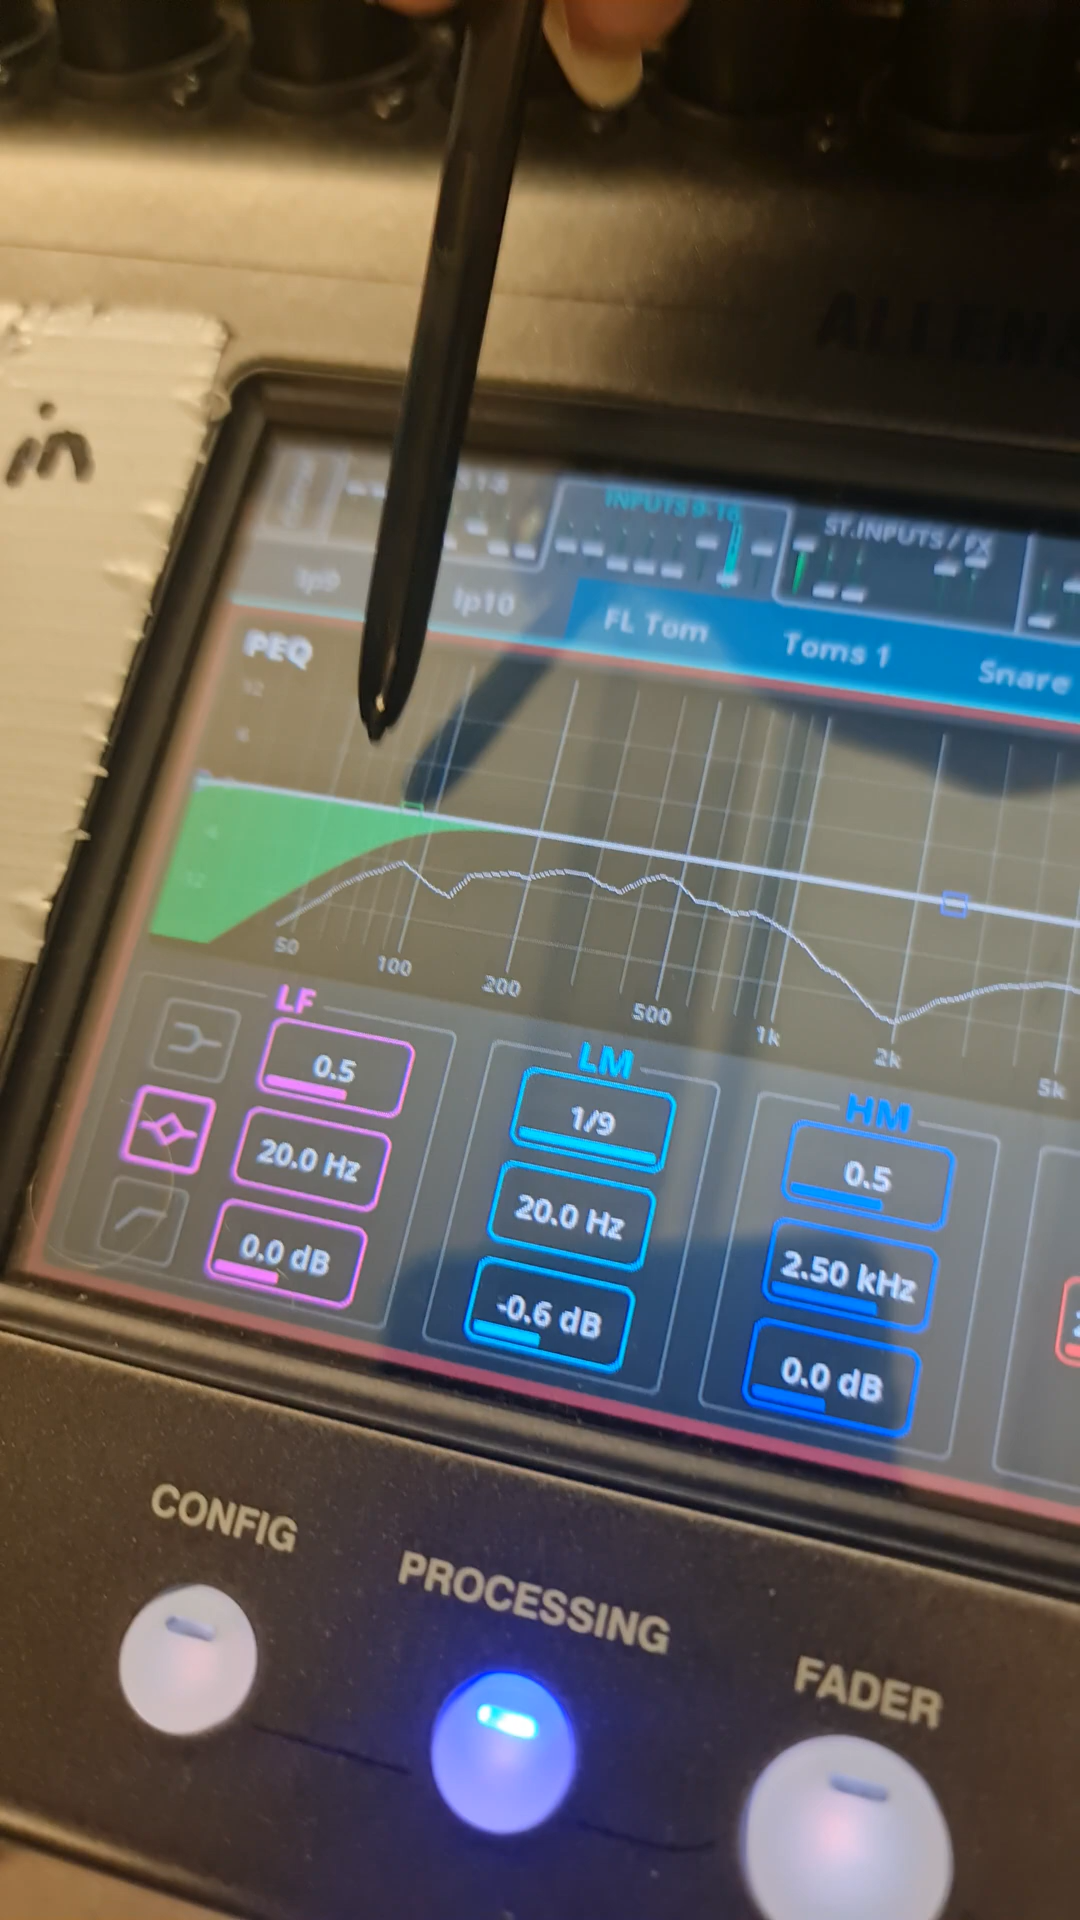 in
ALLEN
INPUTS 9-16
ST.INPUTS / FX
Ip9
Ip10
FL Tom
Toms 1
Snare
PEQ
12
50
100
200
500
1k
2k
5k
LF
0.5
20.0 Hz
0.0 dB
LM
1/9
20.0 Hz
-0.6 dB
HM
0.5
2.50 kHz
0.0 dB
CONFIG
PROCESSING
FADER